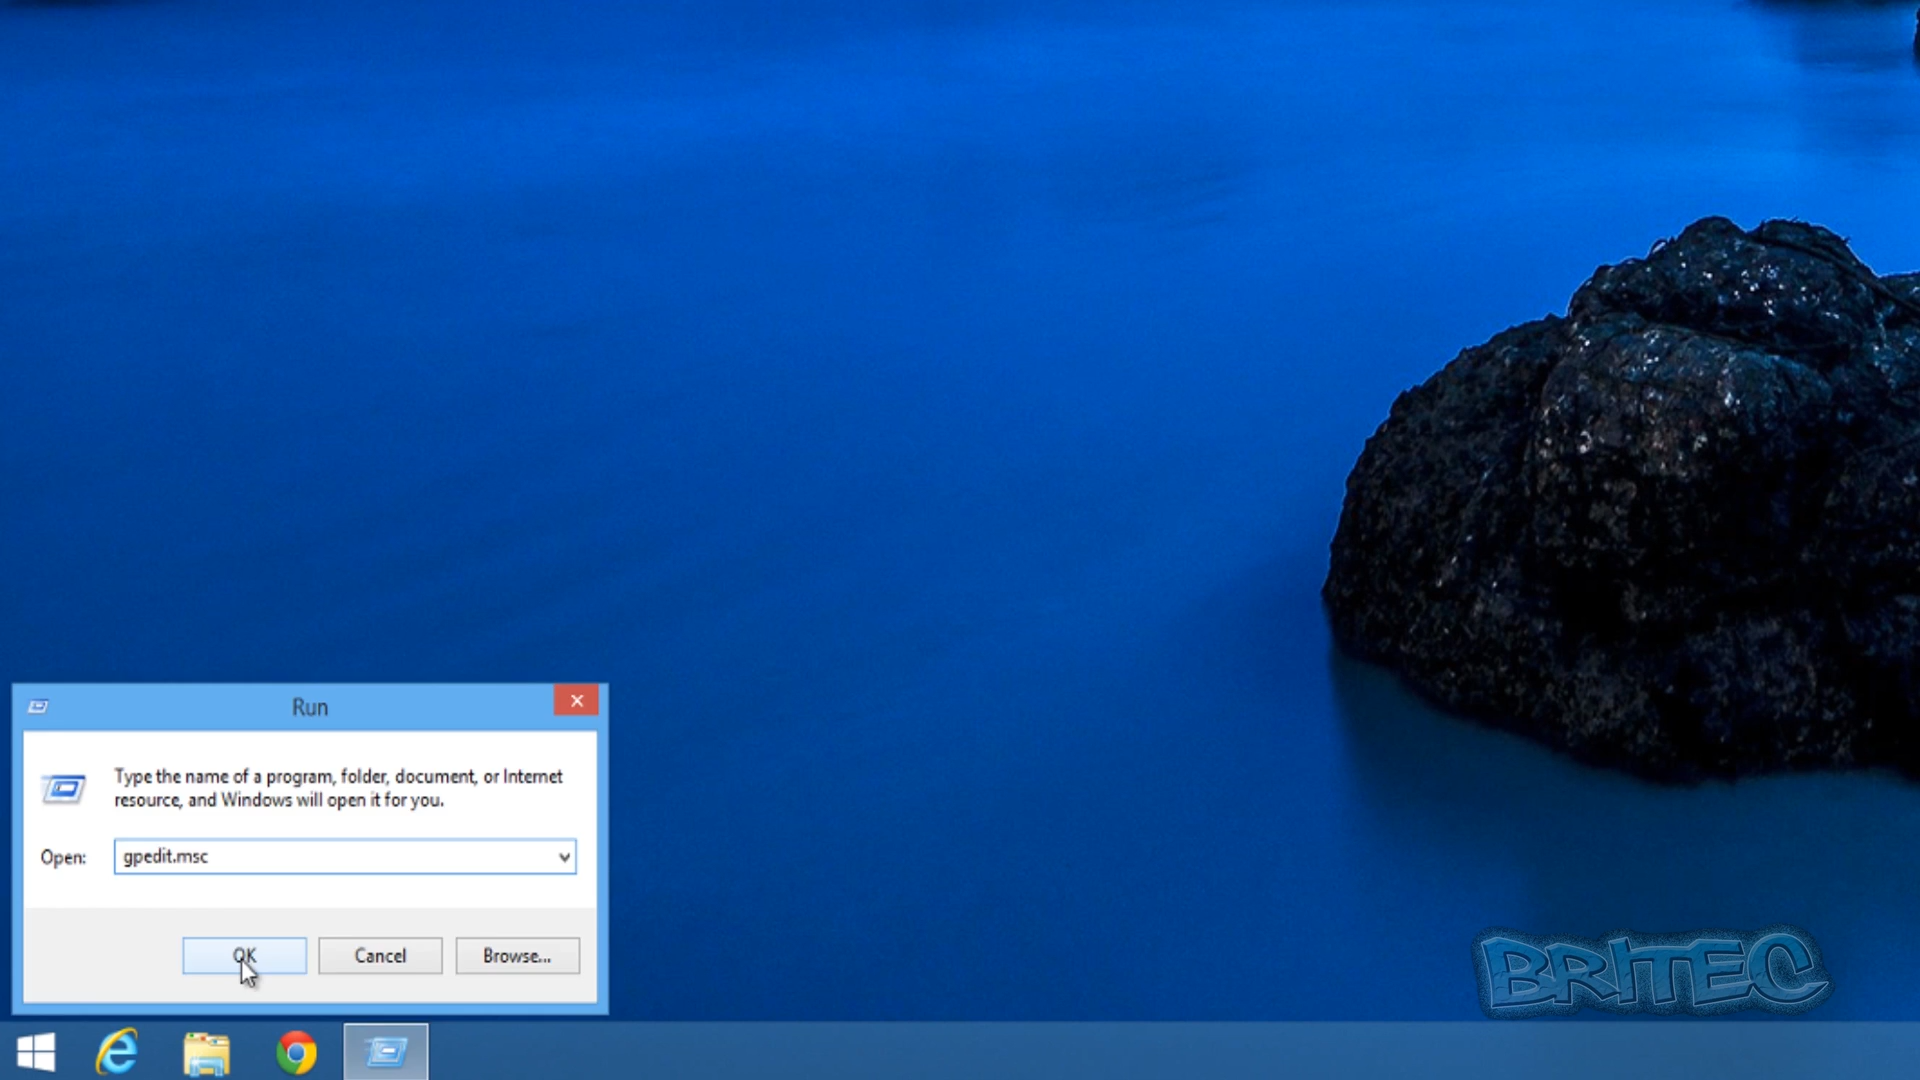 Run
Type the name of a program, folder, document, or Internet
resource, and Windows will open it for you.
Open:
gpedit.msc
OK
Cancel
Browse...
BRITEC